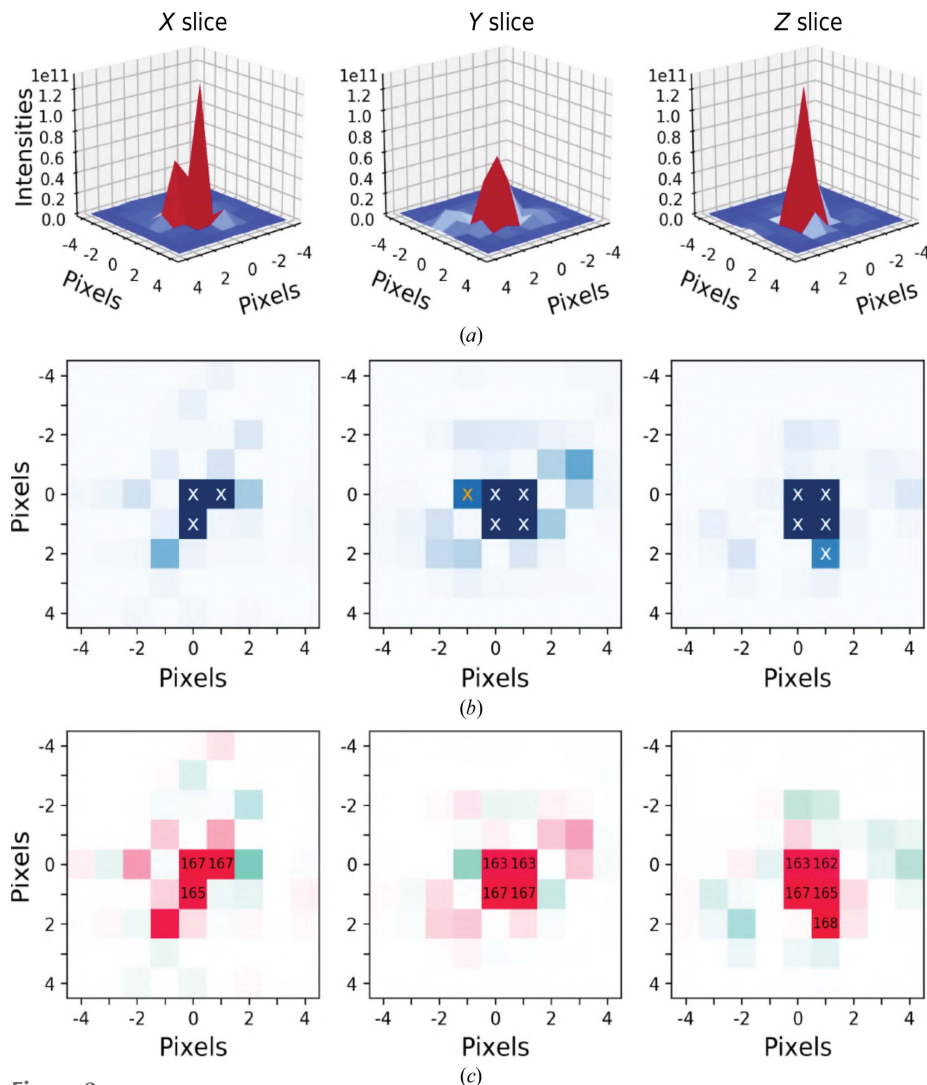 X slice Y slice Z slice
1e11 1e11 1e11
1.2 1.2 1.2
1.0 1.0 1.0
0.8 0.8 0.8
0.6 0.6 0.6
0.4 0.4 0.4
0.2 0.2 0.2
0.0 0.0 0.0
Intensities
-4 -2 0 2 4 4 2 0 -2 -4
-4 -2 0 2 4 4 2 0 -2 -4
-4 -2 0 2 4 4 2 0 -2 -4
Pixels Pixels Pixels Pixels Pixels Pixels
(a)
-4 -4 -4
-2 -2 -2
0 X X 0 X X X 0 X X
X X X X X
2 2 2 X
4 4 4
Pixels
-4 -2 0 2 4 -4 -2 0 2 4 -4 -2 0 2 4
Pixels Pixels Pixels
(b)
-4 -4 -4
-2 -2 -2
0 167 167 0 163 163 0 163 162
165 167 167 167 165
2 2 2 168
4 4 4
Pixels
-4 -2 0 2 4 -4 -2 0 2 4 -4 -2 0 2 4
Pixels Pixels Pixels
(c)